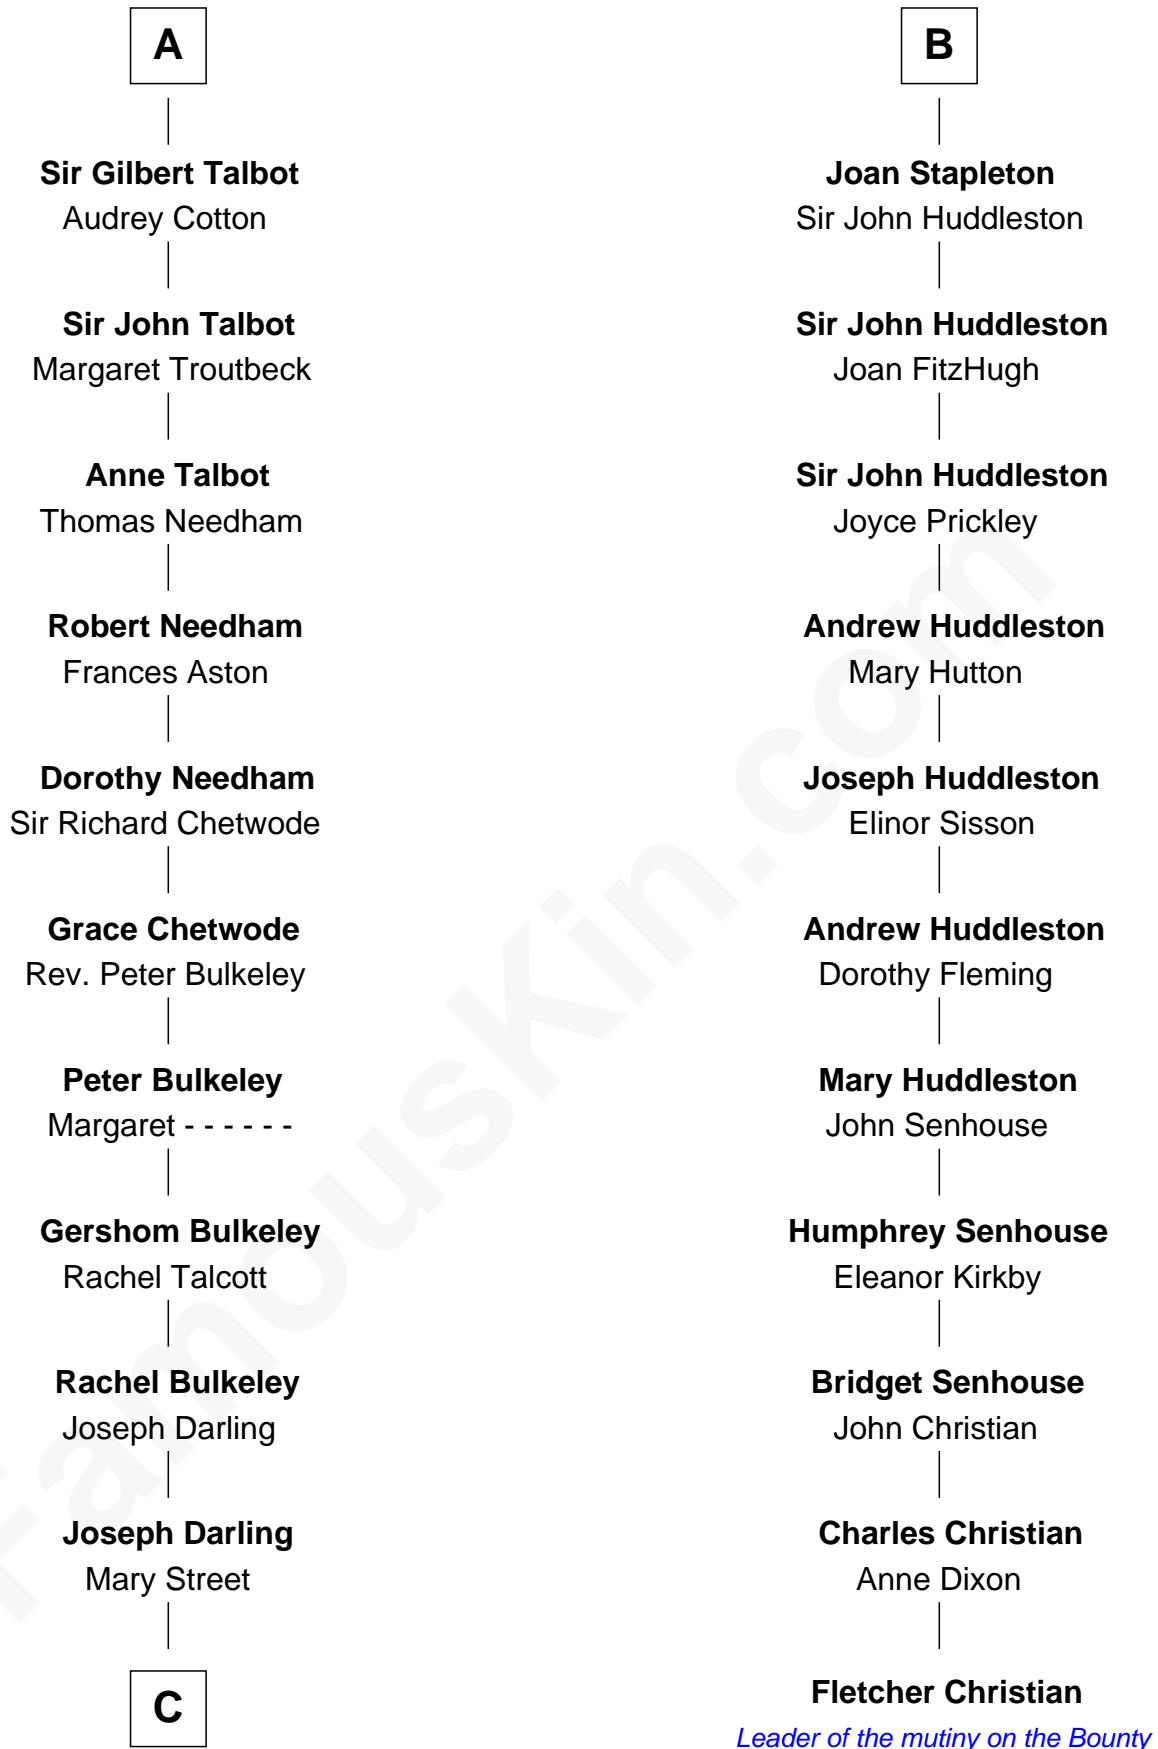 A
Sir Gilbert Talbot
Audrey Cotton
Sir John Talbot
Margaret Troutbeck
Anne Talbot
Thomas Needham
Robert Needham
Frances Aston
Dorothy Needham
Sir Richard Chetwode
Grace Chetwode
Rev. Peter Bulkeley
Peter Bulkeley
Margaret - - - - - -
Gershom Bulkeley
Rachel Talcott
Rachel Bulkeley
Joseph Darling
Joseph Darling
Mary Street
C
B
Joan Stapleton
Sir John Huddleston
Sir John Huddleston
Joan FitzHugh
Sir John Huddleston
Joyce Prickley
Andrew Huddleston
Mary Hutton
Joseph Huddleston
Elinor Sisson
Andrew Huddleston
Dorothy Fleming
Mary Huddleston
John Senhouse
Humphrey Senhouse
Eleanor Kirkby
Bridget Senhouse
John Christian
Charles Christian
Anne Dixon
Fletcher Christian
Leader of the mutiny on the Bounty
FamousKin.com